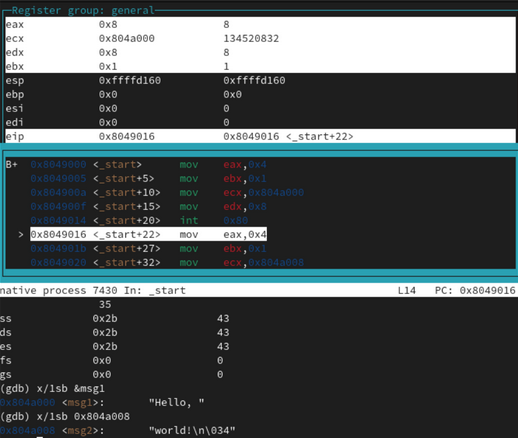 Register group: general
eax 0x8 8
ecx 0x804a000 134520832
edx 0x8 8
ebx 0x1 1
esp 0xffffd160 0xffffd160
ebp 0x0 0x0
esi 0x0 0
edi 0x0 0
eip 0x8049016 0x8049016 <_start+22>
B+ 0x8049000 <_start> mov eax,0x4
0x8049005 <_start+5> mov ebx,0x1
0x804900a <_start+10> mov ecx,0x804a000
0x804900f <_start+15> mov edx,0x8
0x8049014 <_start+20> int 0x80
> 0x8049016 <_start+22> mov eax,0x4
0x804901b <_start+27> mov ebx,0x1
0x8049020 <_start+32> mov ecx,0x804a008
native process 7430 In: _start L14 PC: 0x8049016
35
ss 0x2b 43
ds 0x2b 43
es 0x2b 43
fs 0x0 0
gs 0x0 0
(gdb) x/1sb &msg1
0x804a000 <msg1>: "Hello, "
(gdb) x/1sb 0x804a008
0x804a008 <msg2>: "world!\n\034"